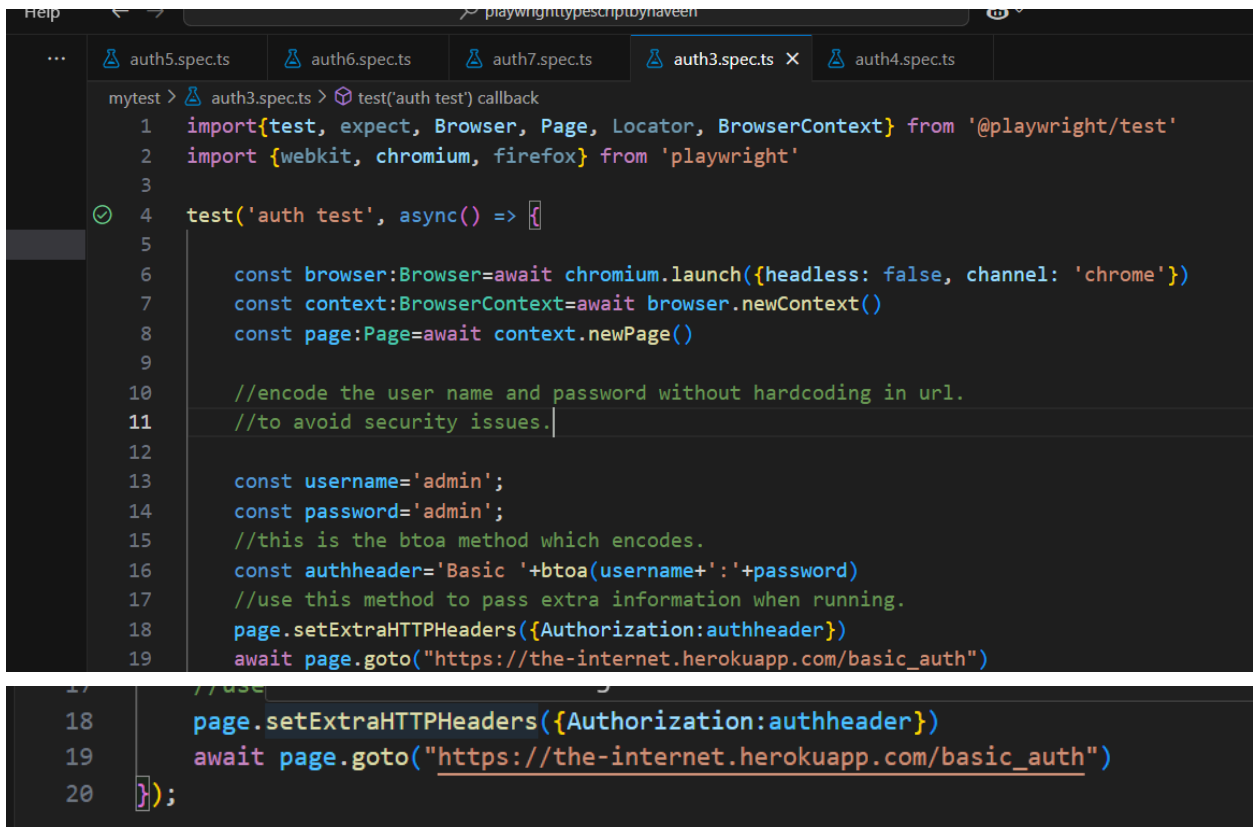 Help
playwrighttypescriptbynaveen
... auth5.spec.ts auth6.spec.ts auth7.spec.ts auth3.spec.ts × auth4.spec.ts
mytest > auth3.spec.ts > test('auth test') callback
1 import{test, expect, Browser, Page, Locator, BrowserContext} from '@playwright/test'
2 import {webkit, chromium, firefox} from 'playwright'
3
4 test('auth test', async() => {
5
6 const browser:Browser=await chromium.launch({headless: false, channel: 'chrome'})
7 const context:BrowserContext=await browser.newContext()
8 const page:Page=await context.newPage()
9
10 //encode the user name and password without hardcoding in url.
11 //to avoid security issues.
12
13 const username='admin';
14 const password='admin';
15 //this is the btoa method which encodes.
16 const authheader='Basic '+btoa(username+':'+password)
17 //use this method to pass extra information when running.
18 page.setExtraHTTPHeaders({Authorization:authheader})
19 await page.goto("https://the-internet.herokuapp.com/basic_auth")
17 //use
18 page.setExtraHTTPHeaders({Authorization:authheader})
19 await page.goto("https://the-internet.herokuapp.com/basic_auth")
20 });